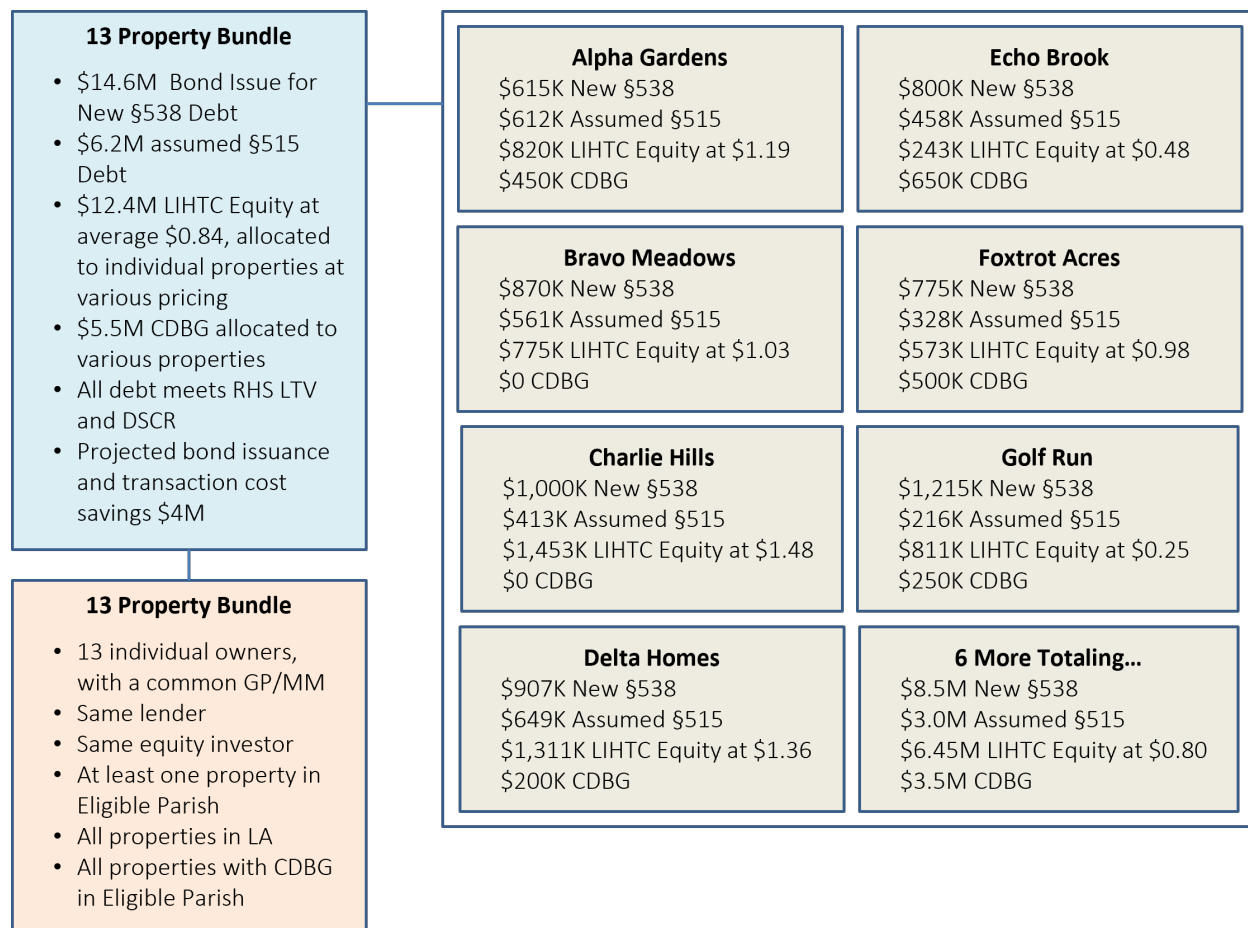 13 Property Bundle
• $14.6M  Bond Issue for
New §538 Debt
• $6.2M assumed §515
Debt
• $12.4M LIHTC Equity at
average $0.84, allocated
to individual properties at
various pricing
• $5.5M CDBG allocated to
various properties
• All debt meets RHS LTV
and DSCR
• Projected bond issuance
and transaction cost
savings $4M
13 Property Bundle
• 13 individual owners,
with a common GP/MM
• Same lender
• Same equity investor
• At least one property in
Eligible Parish
• All properties in LA
• All properties with CDBG
in Eligible Parish
Alpha Gardens
$615K New §538
$612K Assumed §515
$820K LIHTC Equity at $1.19
$450K CDBG
Echo Brook
$800K New §538
$458K Assumed §515
$243K LIHTC Equity at $0.48
$650K CDBG
Bravo Meadows
$870K New §538
$561K Assumed §515
$775K LIHTC Equity at $1.03
$0 CDBG
Foxtrot Acres
$775K New §538
$328K Assumed §515
$573K LIHTC Equity at $0.98
$500K CDBG
Charlie Hills
$1,000K New §538
$413K Assumed §515
$1,453K LIHTC Equity at $1.48
$0 CDBG
Golf Run
$1,215K New §538
$216K Assumed §515
$811K LIHTC Equity at $0.25
$250K CDBG
Delta Homes
$907K New §538
$649K Assumed §515
$1,311K LIHTC Equity at $1.36
$200K CDBG
6 More Totaling…
$8.5M New §538
$3.0M Assumed §515
$6.45M LIHTC Equity at $0.80
$3.5M CDBG